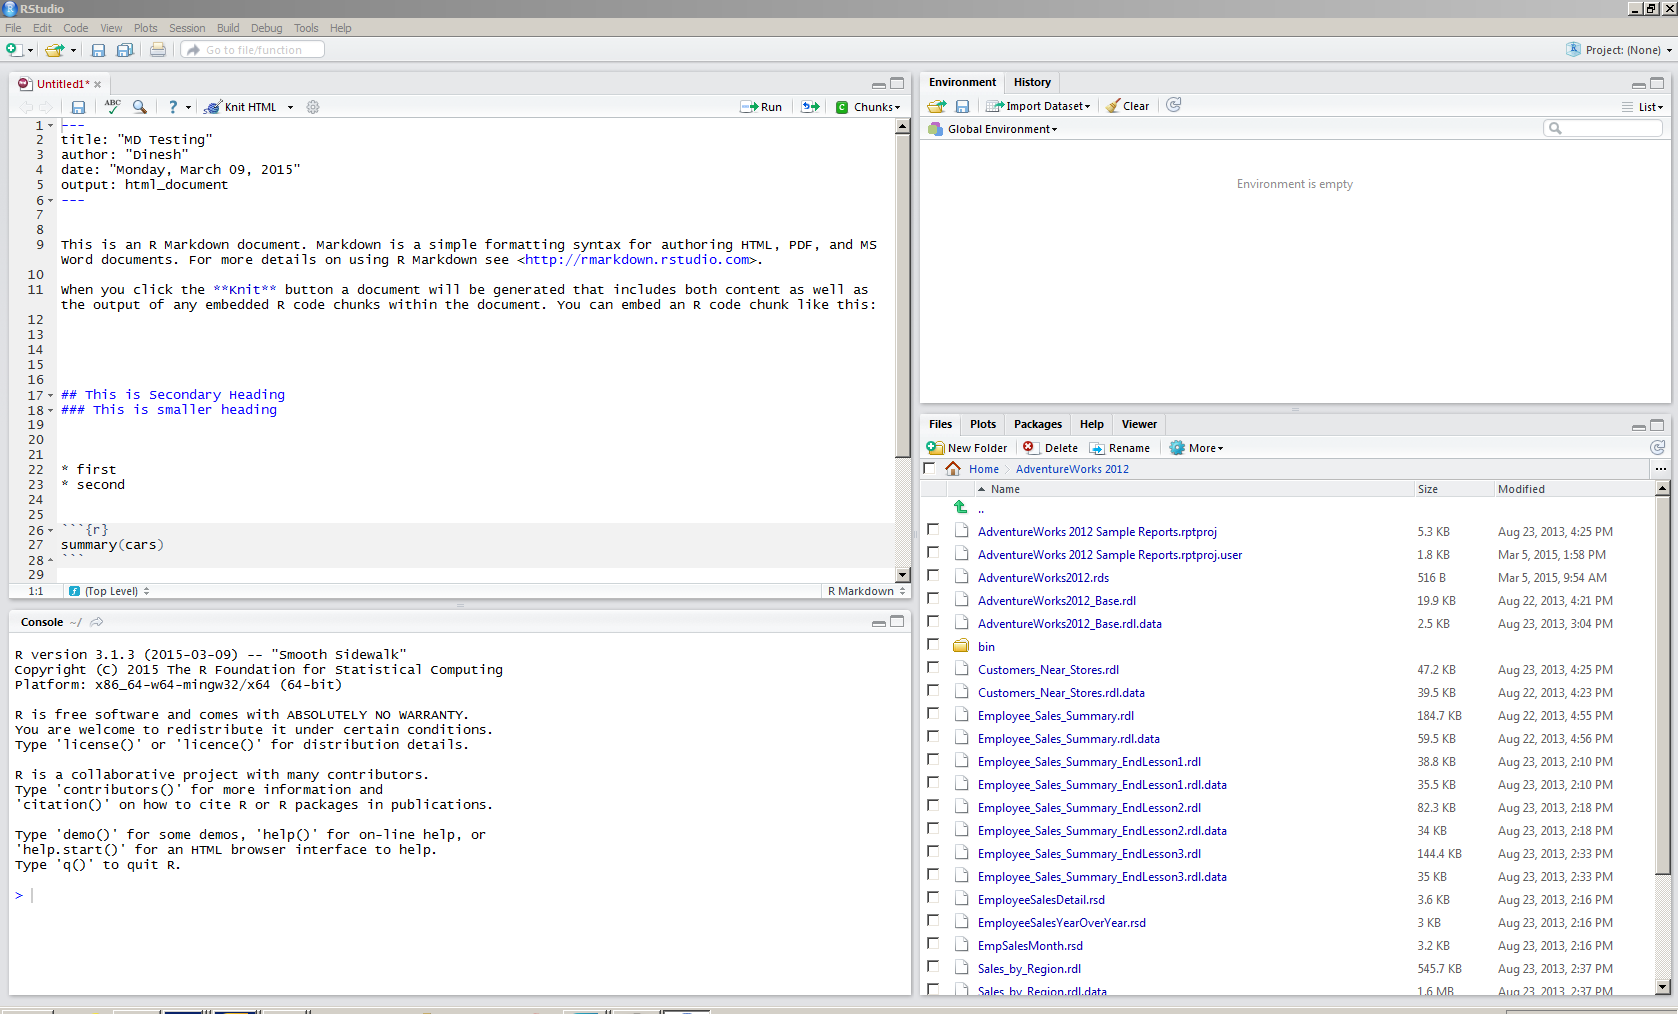 RStudio
File Edit Code View Plots Session Build Debug Tools Help
Go to file/function
Project: (None)
Untitled1*
ABC ? Knit HTML Run Chunks
1 ---
2 title: "MD Testing"
3 author: "Dinesh"
4 date: "Monday, March 09, 2015"
5 output: html_document
6 ---
7
8
9 This is an R Markdown document. Markdown is a simple formatting syntax for authoring HTML, PDF, and MS
Word documents. For more details on using R Markdown see <http://rmarkdown.rstudio.com>.
10
11 When you click the **Knit** button a document will be generated that includes both content as well as
the output of any embedded R code chunks within the document. You can embed an R code chunk like this:
12
13
14
15
16
17 ## This is Secondary Heading
18 ### This is smaller heading
19
20
21
22 * first
23 * second
24
25
26 ```{r}
27 summary(cars)
28 ```
29
1:1 (Top Level) R Markdown
Console ~/
R version 3.1.3 (2015-03-09) -- "Smooth Sidewalk"
Copyright (C) 2015 The R Foundation for Statistical Computing
Platform: x86_64-w64-mingw32/x64 (64-bit)
R is free software and comes with ABSOLUTELY NO WARRANTY.
You are welcome to redistribute it under certain conditions.
Type 'license()' or 'licence()' for distribution details.
R is a collaborative project with many contributors.
Type 'contributors()' for more information and
'citation()' on how to cite R or R packages in publications.
Type 'demo()' for some demos, 'help()' for on-line help, or
'help.start()' for an HTML browser interface to help.
Type 'q()' to quit R.
>
Environment History
Import Dataset Clear List
Global Environment
Environment is empty
Files Plots Packages Help Viewer
New Folder Delete Rename More
Home AdventureWorks 2012 ...
Name Size Modified
..
AdventureWorks 2012 Sample Reports.rptproj 5.3 KB Aug 23, 2013, 4:25 PM
AdventureWorks 2012 Sample Reports.rptproj.user 1.8 KB Mar 5, 2015, 1:58 PM
AdventureWorks2012.rds 516 B Mar 5, 2015, 9:54 AM
AdventureWorks2012_Base.rdl 19.9 KB Aug 22, 2013, 4:21 PM
AdventureWorks2012_Base.rdl.data 2.5 KB Aug 23, 2013, 3:04 PM
bin
Customers_Near_Stores.rdl 47.2 KB Aug 23, 2013, 4:25 PM
Customers_Near_Stores.rdl.data 39.5 KB Aug 22, 2013, 4:23 PM
Employee_Sales_Summary.rdl 184.7 KB Aug 22, 2013, 4:55 PM
Employee_Sales_Summary.rdl.data 59.5 KB Aug 22, 2013, 4:56 PM
Employee_Sales_Summary_EndLesson1.rdl 38.8 KB Aug 23, 2013, 2:10 PM
Employee_Sales_Summary_EndLesson1.rdl.data 35.5 KB Aug 23, 2013, 2:10 PM
Employee_Sales_Summary_EndLesson2.rdl 82.3 KB Aug 23, 2013, 2:18 PM
Employee_Sales_Summary_EndLesson2.rdl.data 34 KB Aug 23, 2013, 2:18 PM
Employee_Sales_Summary_EndLesson3.rdl 144.4 KB Aug 23, 2013, 2:33 PM
Employee_Sales_Summary_EndLesson3.rdl.data 35 KB Aug 23, 2013, 2:33 PM
EmployeeSalesDetail.rsd 3.6 KB Aug 23, 2013, 2:16 PM
EmployeeSalesYearOverYear.rsd 3 KB Aug 23, 2013, 2:16 PM
EmpSalesMonth.rsd 3.2 KB Aug 23, 2013, 2:16 PM
Sales_by_Region.rdl 545.7 KB Aug 23, 2013, 2:37 PM
Sales_by_Region.rdl.data 1.6 MB Aug 23, 2013, 2:37 PM